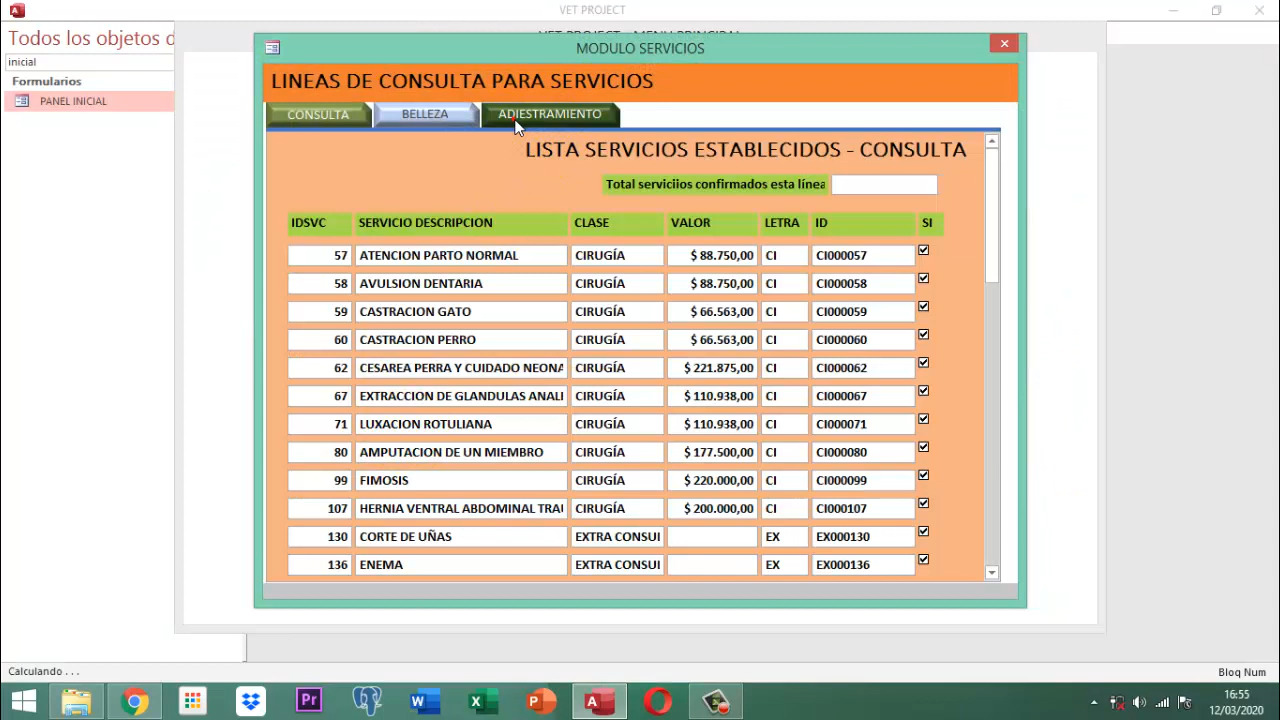 VET PROJECT
Todos los objetos d
inicial
Formularios
PANEL INICIAL
MODULO SERVICIOS
LINEAS DE CONSULTA PARA SERVICIOS
CONSULTA BELLEZA ADIESTRAMIENTO
LISTA SERVICIOS ESTABLECIDOS - CONSULTA
Total serviciios confirmados esta línea
IDSVC SERVICIO DESCRIPCION CLASE VALOR LETRA ID SI
57 ATENCION PARTO NORMAL CIRUGÍA $ 88.750,00 CI CI000057
58 AVULSION DENTARIA CIRUGÍA $ 88.750,00 CI CI000058
59 CASTRACION GATO CIRUGÍA $ 66.563,00 CI CI000059
60 CASTRACION PERRO CIRUGÍA $ 66.563,00 CI CI000060
62 CESAREA PERRA Y CUIDADO NEONA CIRUGÍA $ 221.875,00 CI CI000062
67 EXTRACCION DE GLANDULAS ANALI CIRUGÍA $ 110.938,00 CI CI000067
71 LUXACION ROTULIANA CIRUGÍA $ 110.938,00 CI CI000071
80 AMPUTACION DE UN MIEMBRO CIRUGÍA $ 177.500,00 CI CI000080
99 FIMOSIS CIRUGÍA $ 220.000,00 CI CI000099
107 HERNIA VENTRAL ABDOMINAL TRAU CIRUGÍA $ 200.000,00 CI CI000107
130 CORTE DE UÑAS EXTRA CONSUL EX EX000130
136 ENEMA EXTRA CONSUL EX EX000136
Calculando . . .
Bloq Num
16:55
12/03/2020